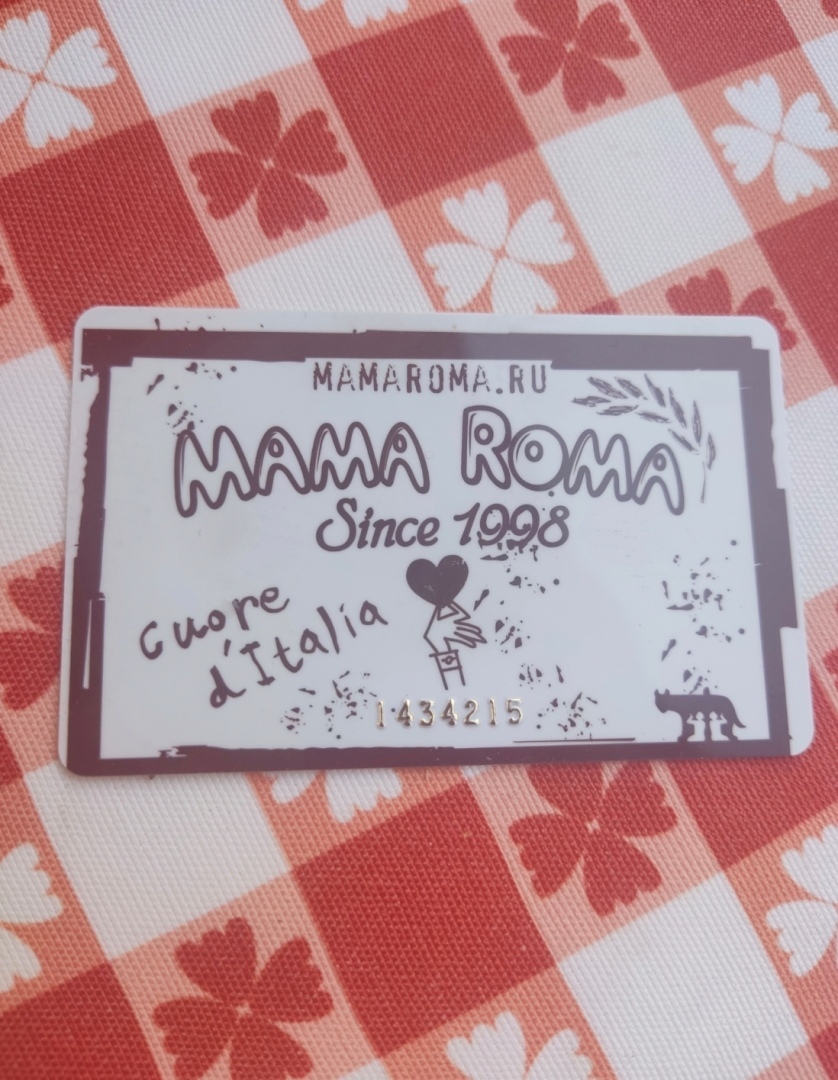 MAMAROMA.RU
MAMA ROMA
Since 1998
cuore
d'Italia
1434215